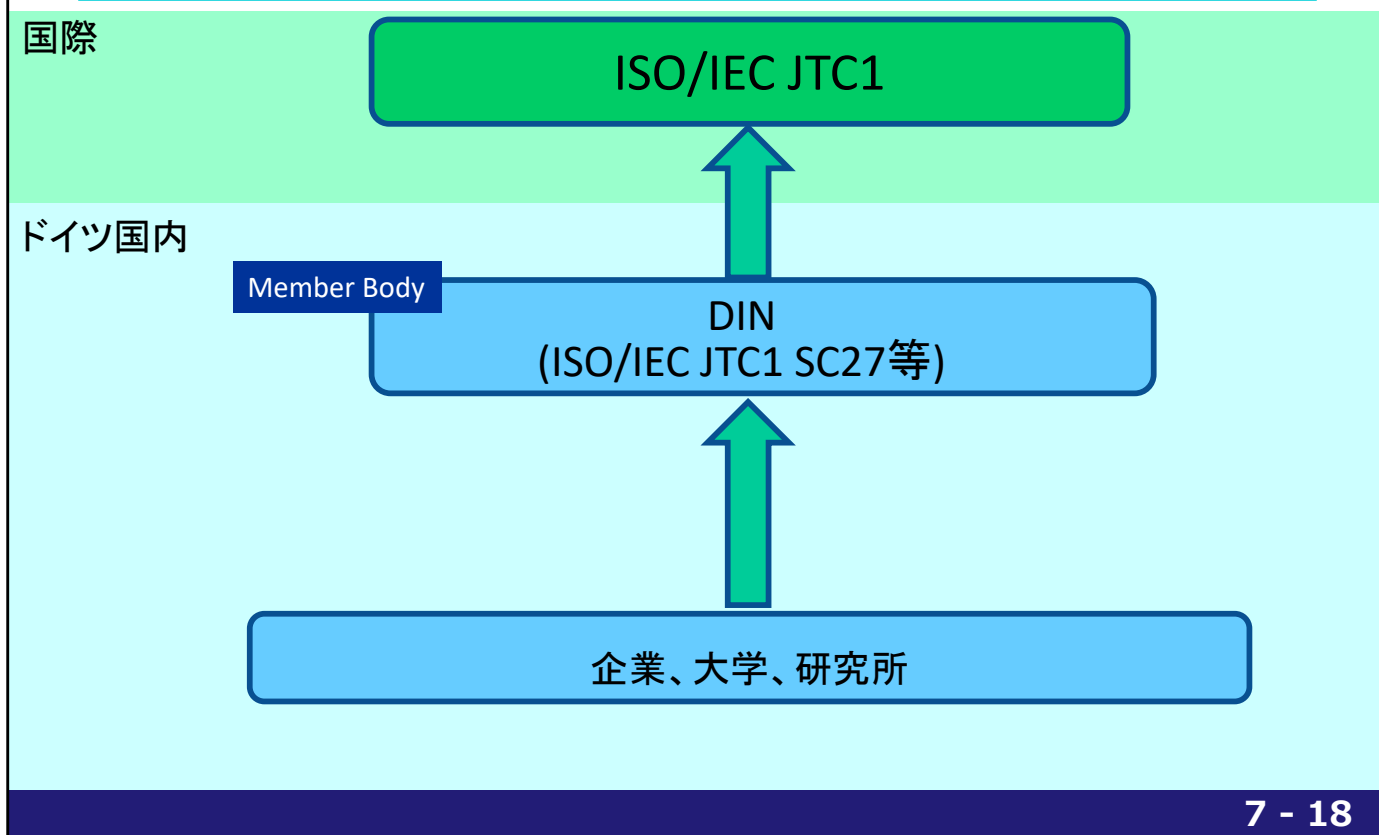 国際
ISO/IEC JTC1
ドイツ国内
Member Body
DIN
(ISO/IEC JTC1 SC27等)
企業、大学、研究所
7 - 18